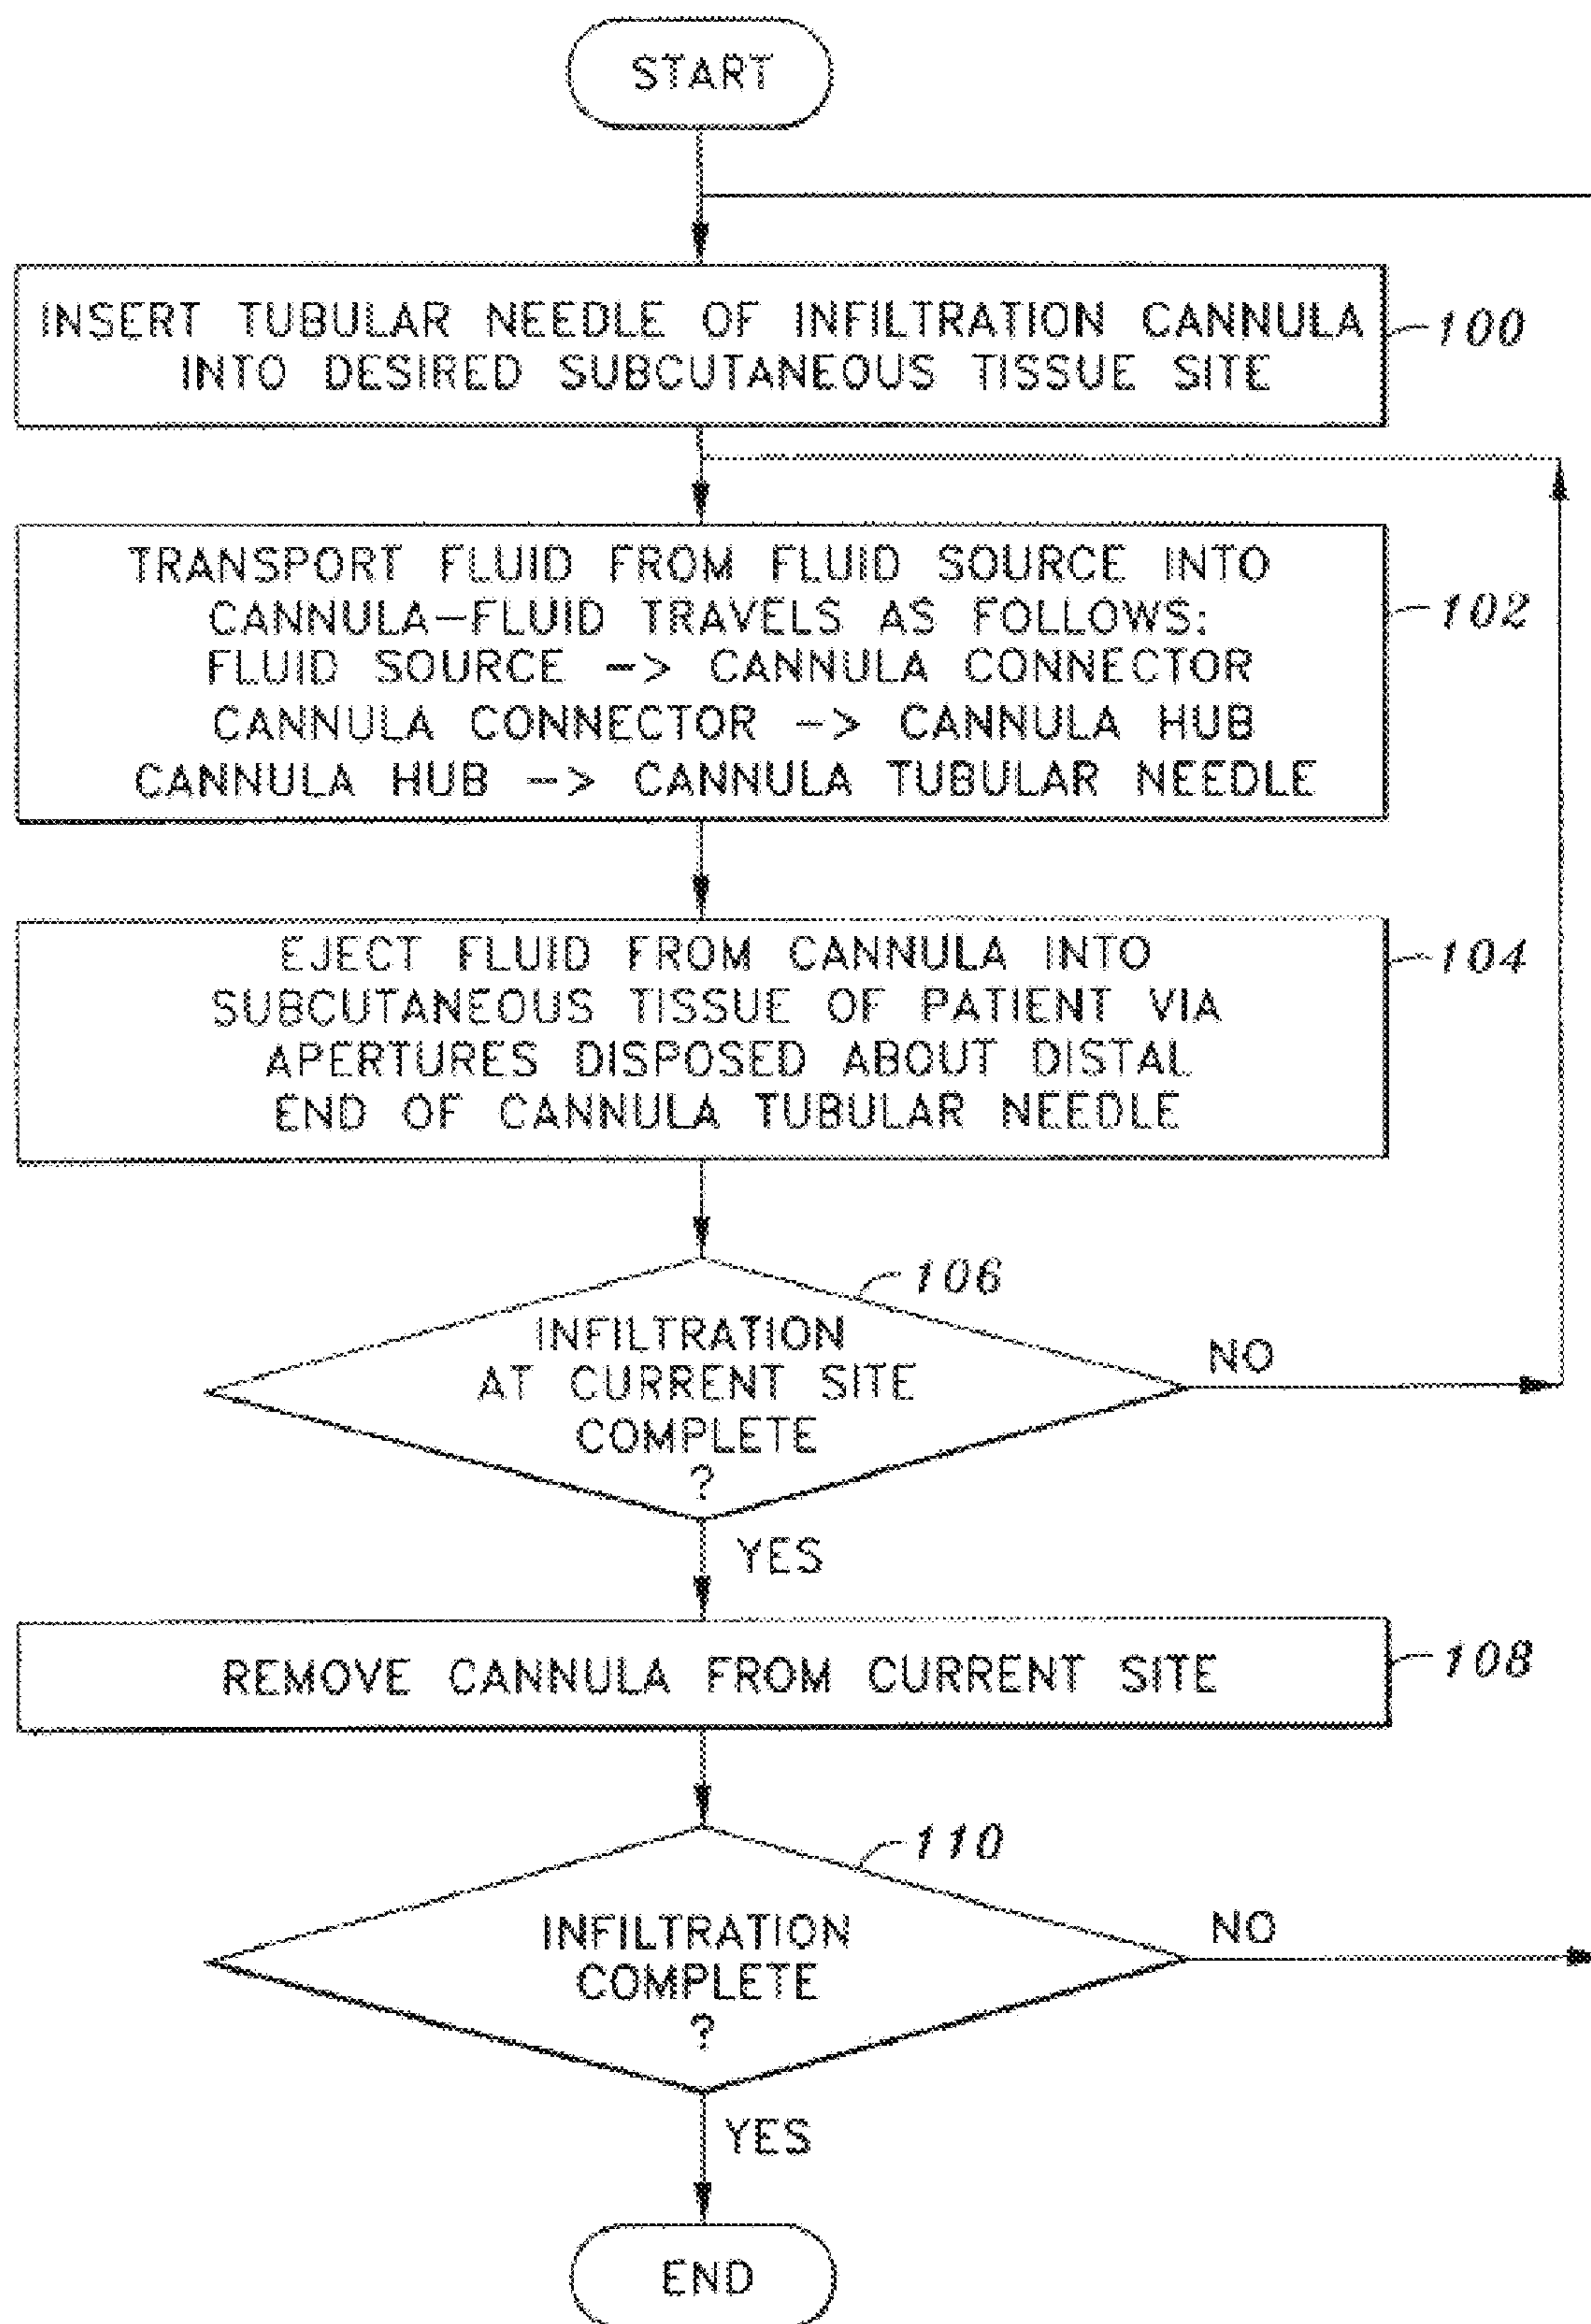 START
INSERT TUBULAR NEEDLE OF INFILTRATION CANNULA
INTO DESIRED SUBCUTANEOUS TISSUE SITE
100
TRANSPORT FLUID FROM FLUID SOURCE INTO
CANNULA-FLUID TRAVELS AS FOLLOWS:
FLUID SOURCE -> CANNULA CONNECTOR
CANNULA CONNECTOR -> CANNULA HUB
CANNULA HUB -> CANNULA TUBULAR NEEDLE
102
EJECT FLUID FROM CANNULA INTO
SUBCUTANEOUS TISSUE OF PATIENT VIA
APERTURES DISPOSED ABOUT DISTAL
END OF CANNULA TUBULAR NEEDLE
104
106
INFILTRATION
AT CURRENT SITE
COMPLETE
?
NO
YES
REMOVE CANNULA FROM CURRENT SITE
108
110
INFILTRATION
COMPLETE
?
NO
YES
END